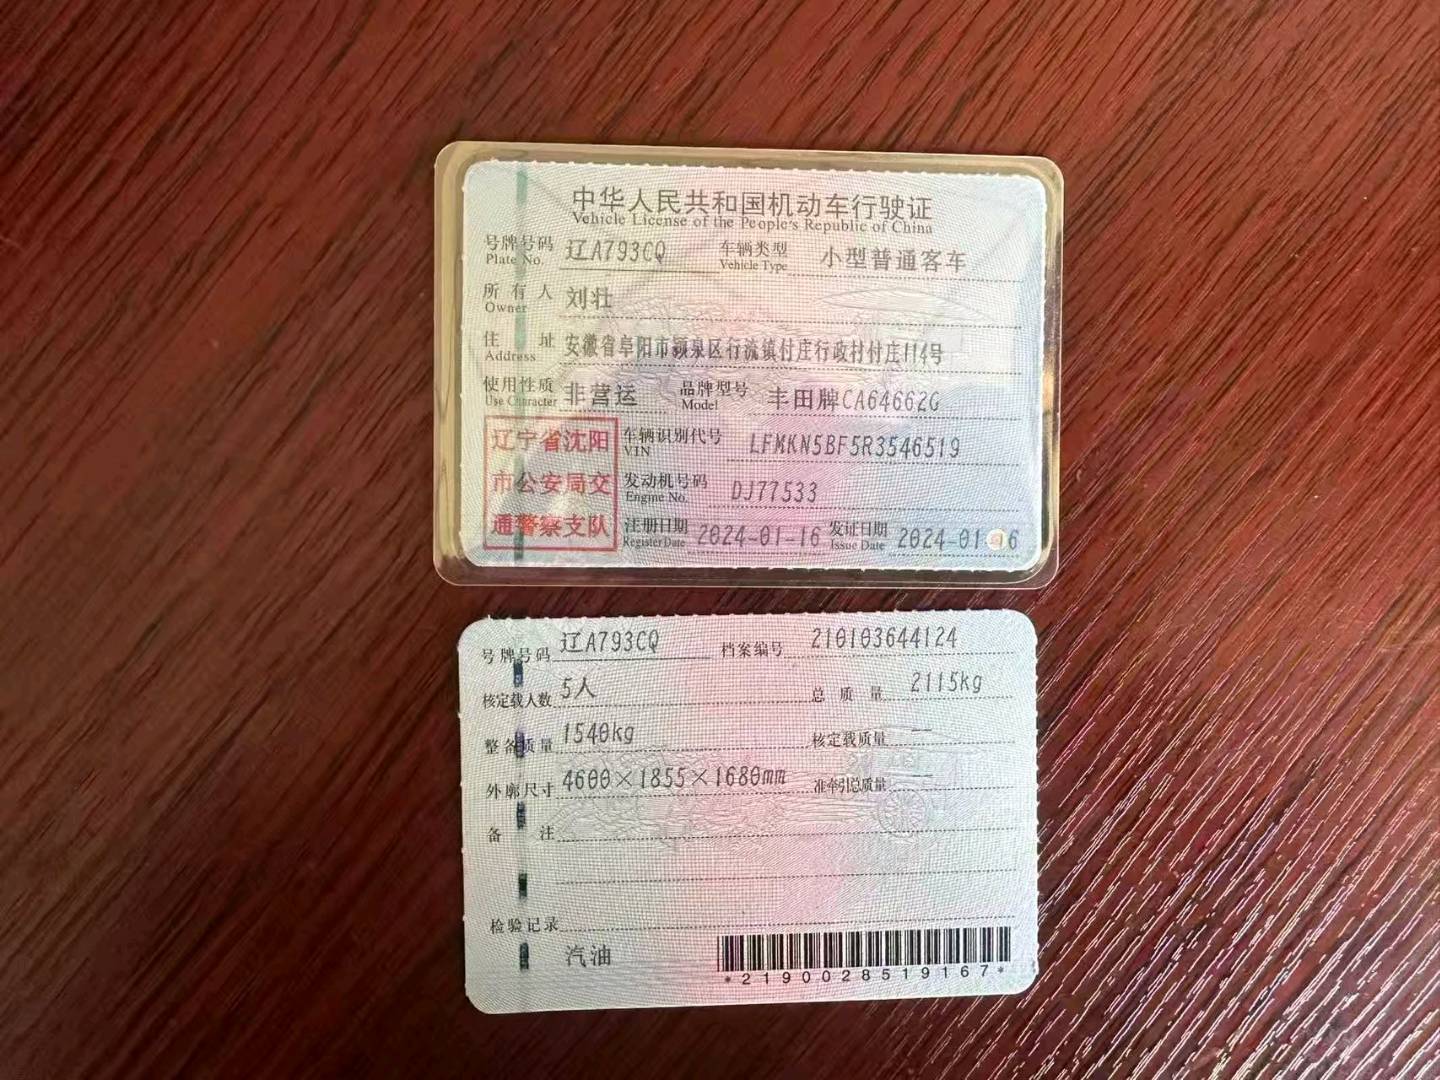 中华人民共和国机动车行驶证
Vehicle License of the People's Republic of China
号牌号码 辽A793CQ 车辆类型 小型普通客车
Plate No. Vehicle Type
所有人 刘壮
Owner
住址 安徽省阜阳市颍泉区行流镇付庄行政村付庄114号
Address
使用性质 非营运 品牌型号 丰田牌CA64662G
Use Character Model
辽宁省沈阳市公安局交通警察支队
车辆识别代号 LFMKN5BF5R3546519
VIN
发动机号码 DJ77533
Engine No.
注册日期 2024-01-16 发证日期 2024-01-16
Register Date Issue Date
号牌号码 辽A793CQ 档案编号 210103644124
核定载人数 5人 总质量 2115kg
整备质量 1540kg 核定载质量 --
外廓尺寸 4600×1855×1680mm 准牵引总质量 --
备注
检验记录
汽油
*2190028519167*